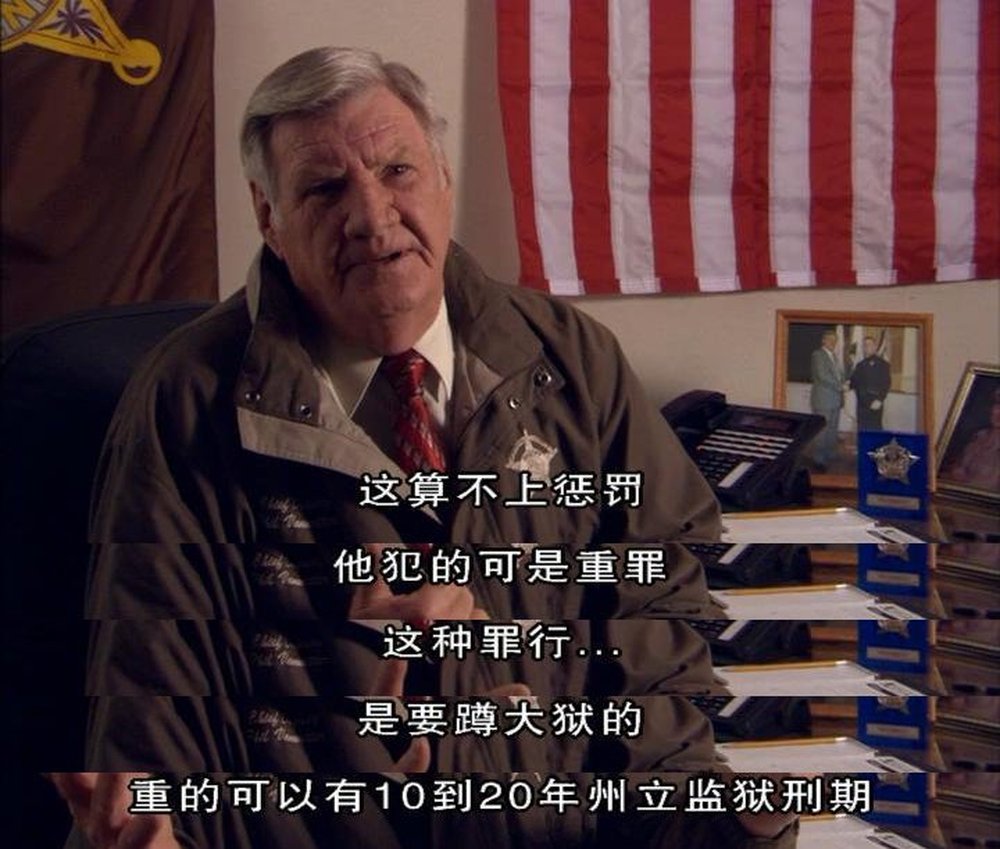 这算不上惩罚
他犯的可是重罪
这种罪行...
是要蹲大狱的
重的可以有10到20年州立监狱刑期